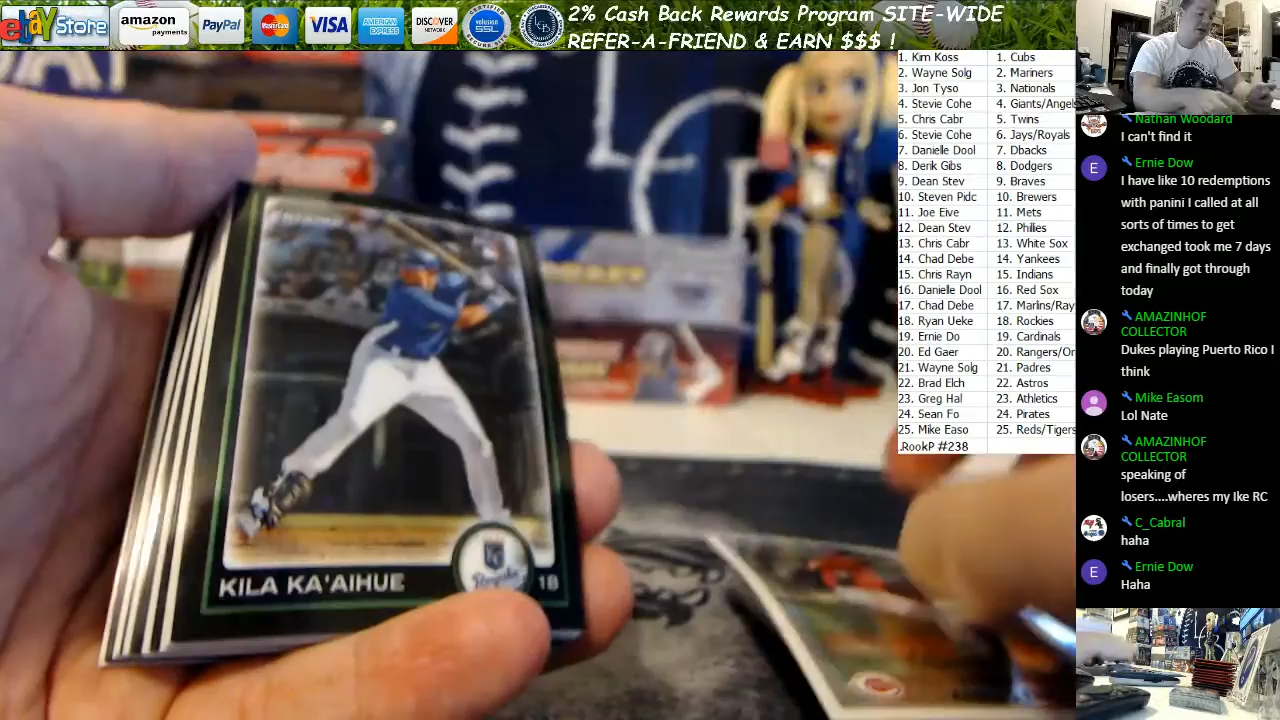 ebay Store
amazon payments
PayPal
MasterCard
VISA
AMERICAN EXPRESS
DISCOVER NETWORK
volusion SSL
2% Cash Back Rewards Program SITE-WIDE
REFER-A-FRIEND & EARN $$$ !
1. Kim Koss 1. Cubs
2. Wayne Solg 2. Mariners
3. Jon Tyso 3. Nationals
4. Stevie Cohe 4. Giants/Angels
5. Chris Cabr 5. Twins
6. Stevie Cohe 6. Jays/Royals
7. Danielle Dool 7. Dbacks
8. Derik Gibs 8. Dodgers
9. Dean Stev 9. Braves
10. Steven Pidc 10. Brewers
11. Joe Eive 11. Mets
12. Dean Stev 12. Philies
13. Chris Cabr 13. White Sox
14. Chad Debe 14. Yankees
15. Chris Rayn 15. Indians
16. Danielle Dool 16. Red Sox
17. Chad Debe 17. Marlins/Ray
18. Ryan Ueke 18. Rockies
19. Ernie Do 19. Cardinals
20. Ed Gaer 20. Rangers/Or
21. Wayne Solg 21. Padres
22. Brad Elch 22. Astros
23. Greg Hal 23. Athletics
24. Sean Fo 24. Pirates
25. Mike Easo 25. Reds/Tigers
.RookP #238
Nathan Woodard
I can't find it
E
Ernie Dow
I have like 10 redemptions
with panini I called at all
sorts of times to get
exchanged took me 7 days
and finally got through
today
AMAZINHOF
COLLECTOR
Dukes playing Puerto Rico I
think
Mike Easom
Lol Nate
AMAZINHOF
COLLECTOR
speaking of
losers....wheres my Ike RC
C_Cabral
haha
E
Ernie Dow
Haha
KILA KA'AIHUE
Royals
18